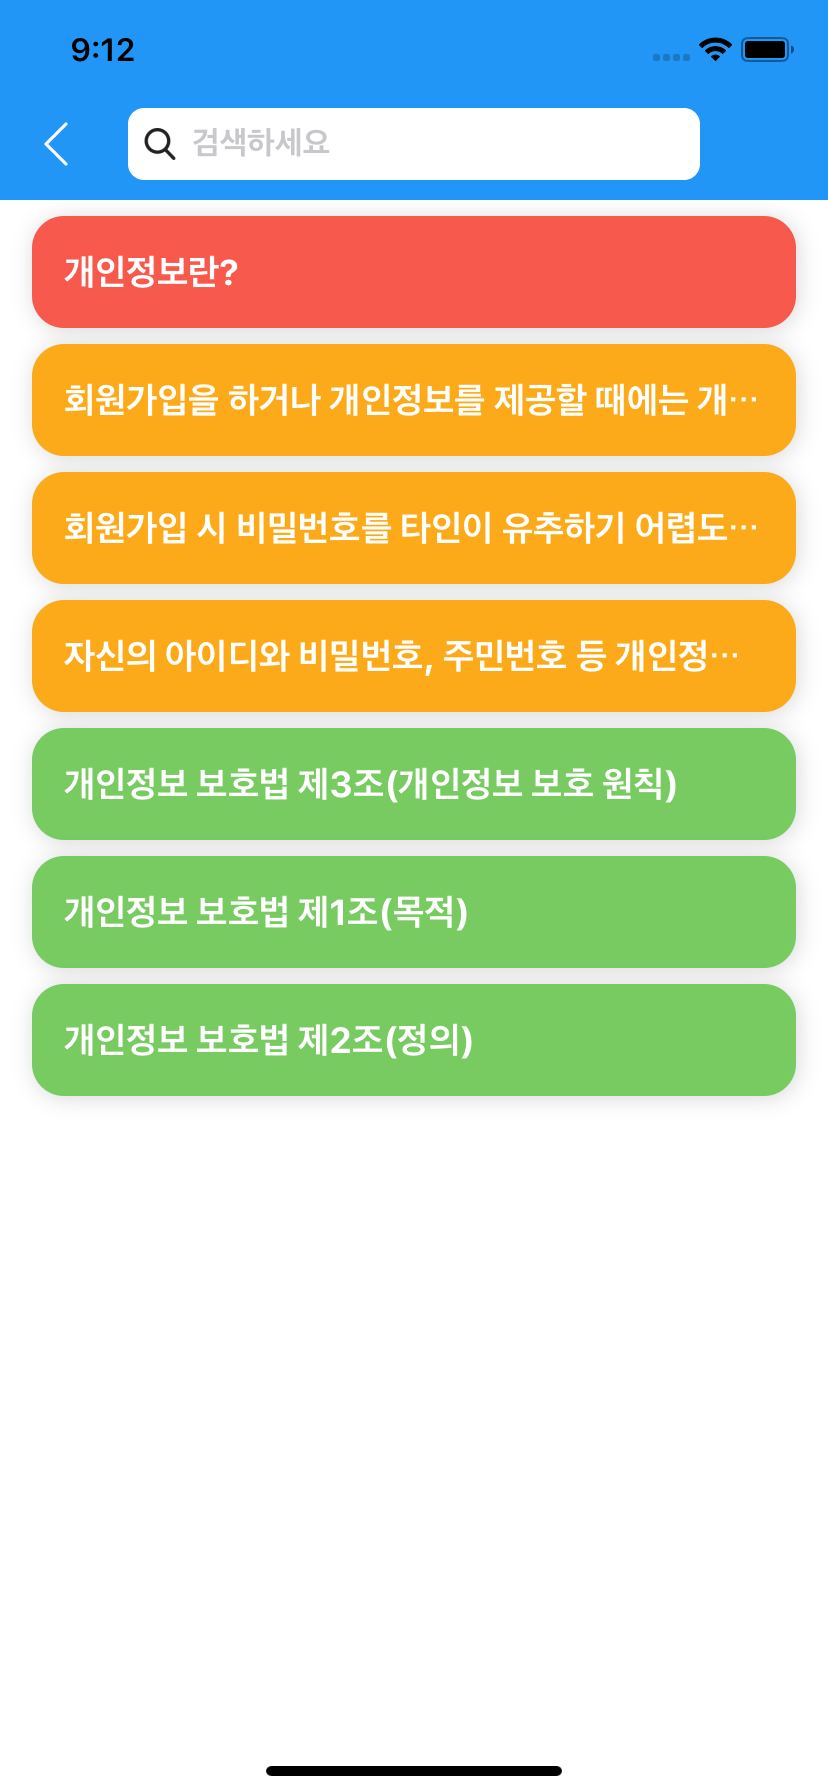 9:12
검색하세요
개인정보란?
회원가입을 하거나 개인정보를 제공할 때에는 개…
회원가입 시 비밀번호를 타인이 유추하기 어렵도…
자신의 아이디와 비밀번호, 주민번호 등 개인정…
개인정보 보호법 제3조(개인정보 보호 원칙)
개인정보 보호법 제1조(목적)
개인정보 보호법 제2조(정의)